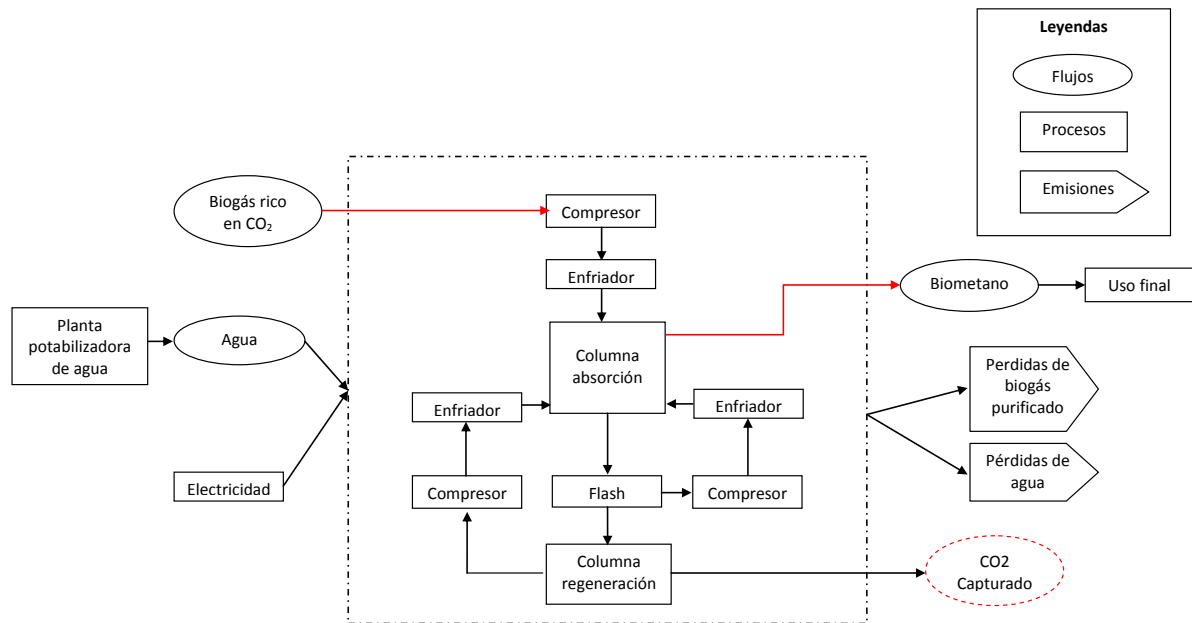 Leyendas
Flujos
Procesos
Emisiones
Biogás rico
en CO₂
Compresor
Enfriador
Biometano
Uso final
Planta
potabilizadora
de agua
Agua
Columna
absorción
Perdidas de
biogás
purificado
Enfriador
Enfriador
Pérdidas de
agua
Electricidad
Compresor
Flash
Compresor
Columna
regeneración
CO2
Capturado